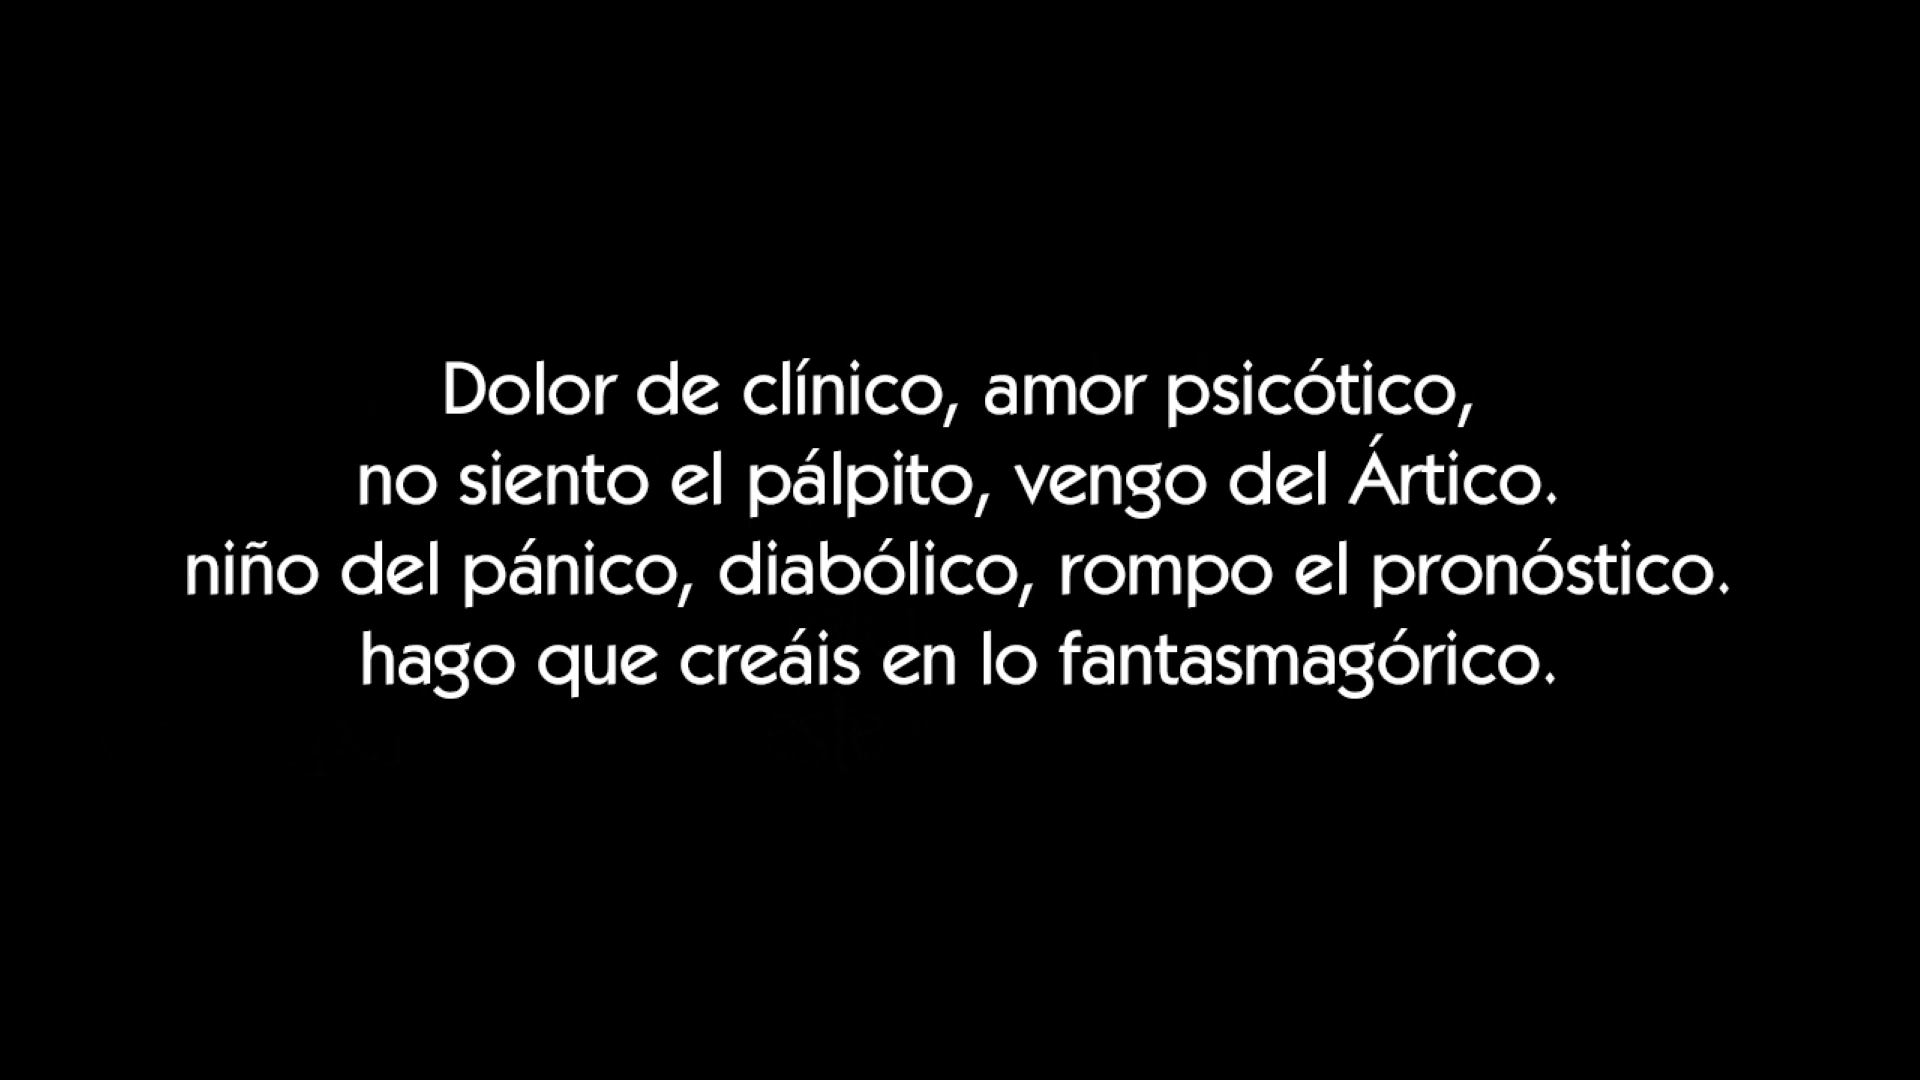 Dolor de clínico, amor psicótico,
no siento el pálpito, vengo del Ártico.
niño del pánico, diabólico, rompo el pronóstico.
hago que creáis en lo fantasmagórico.